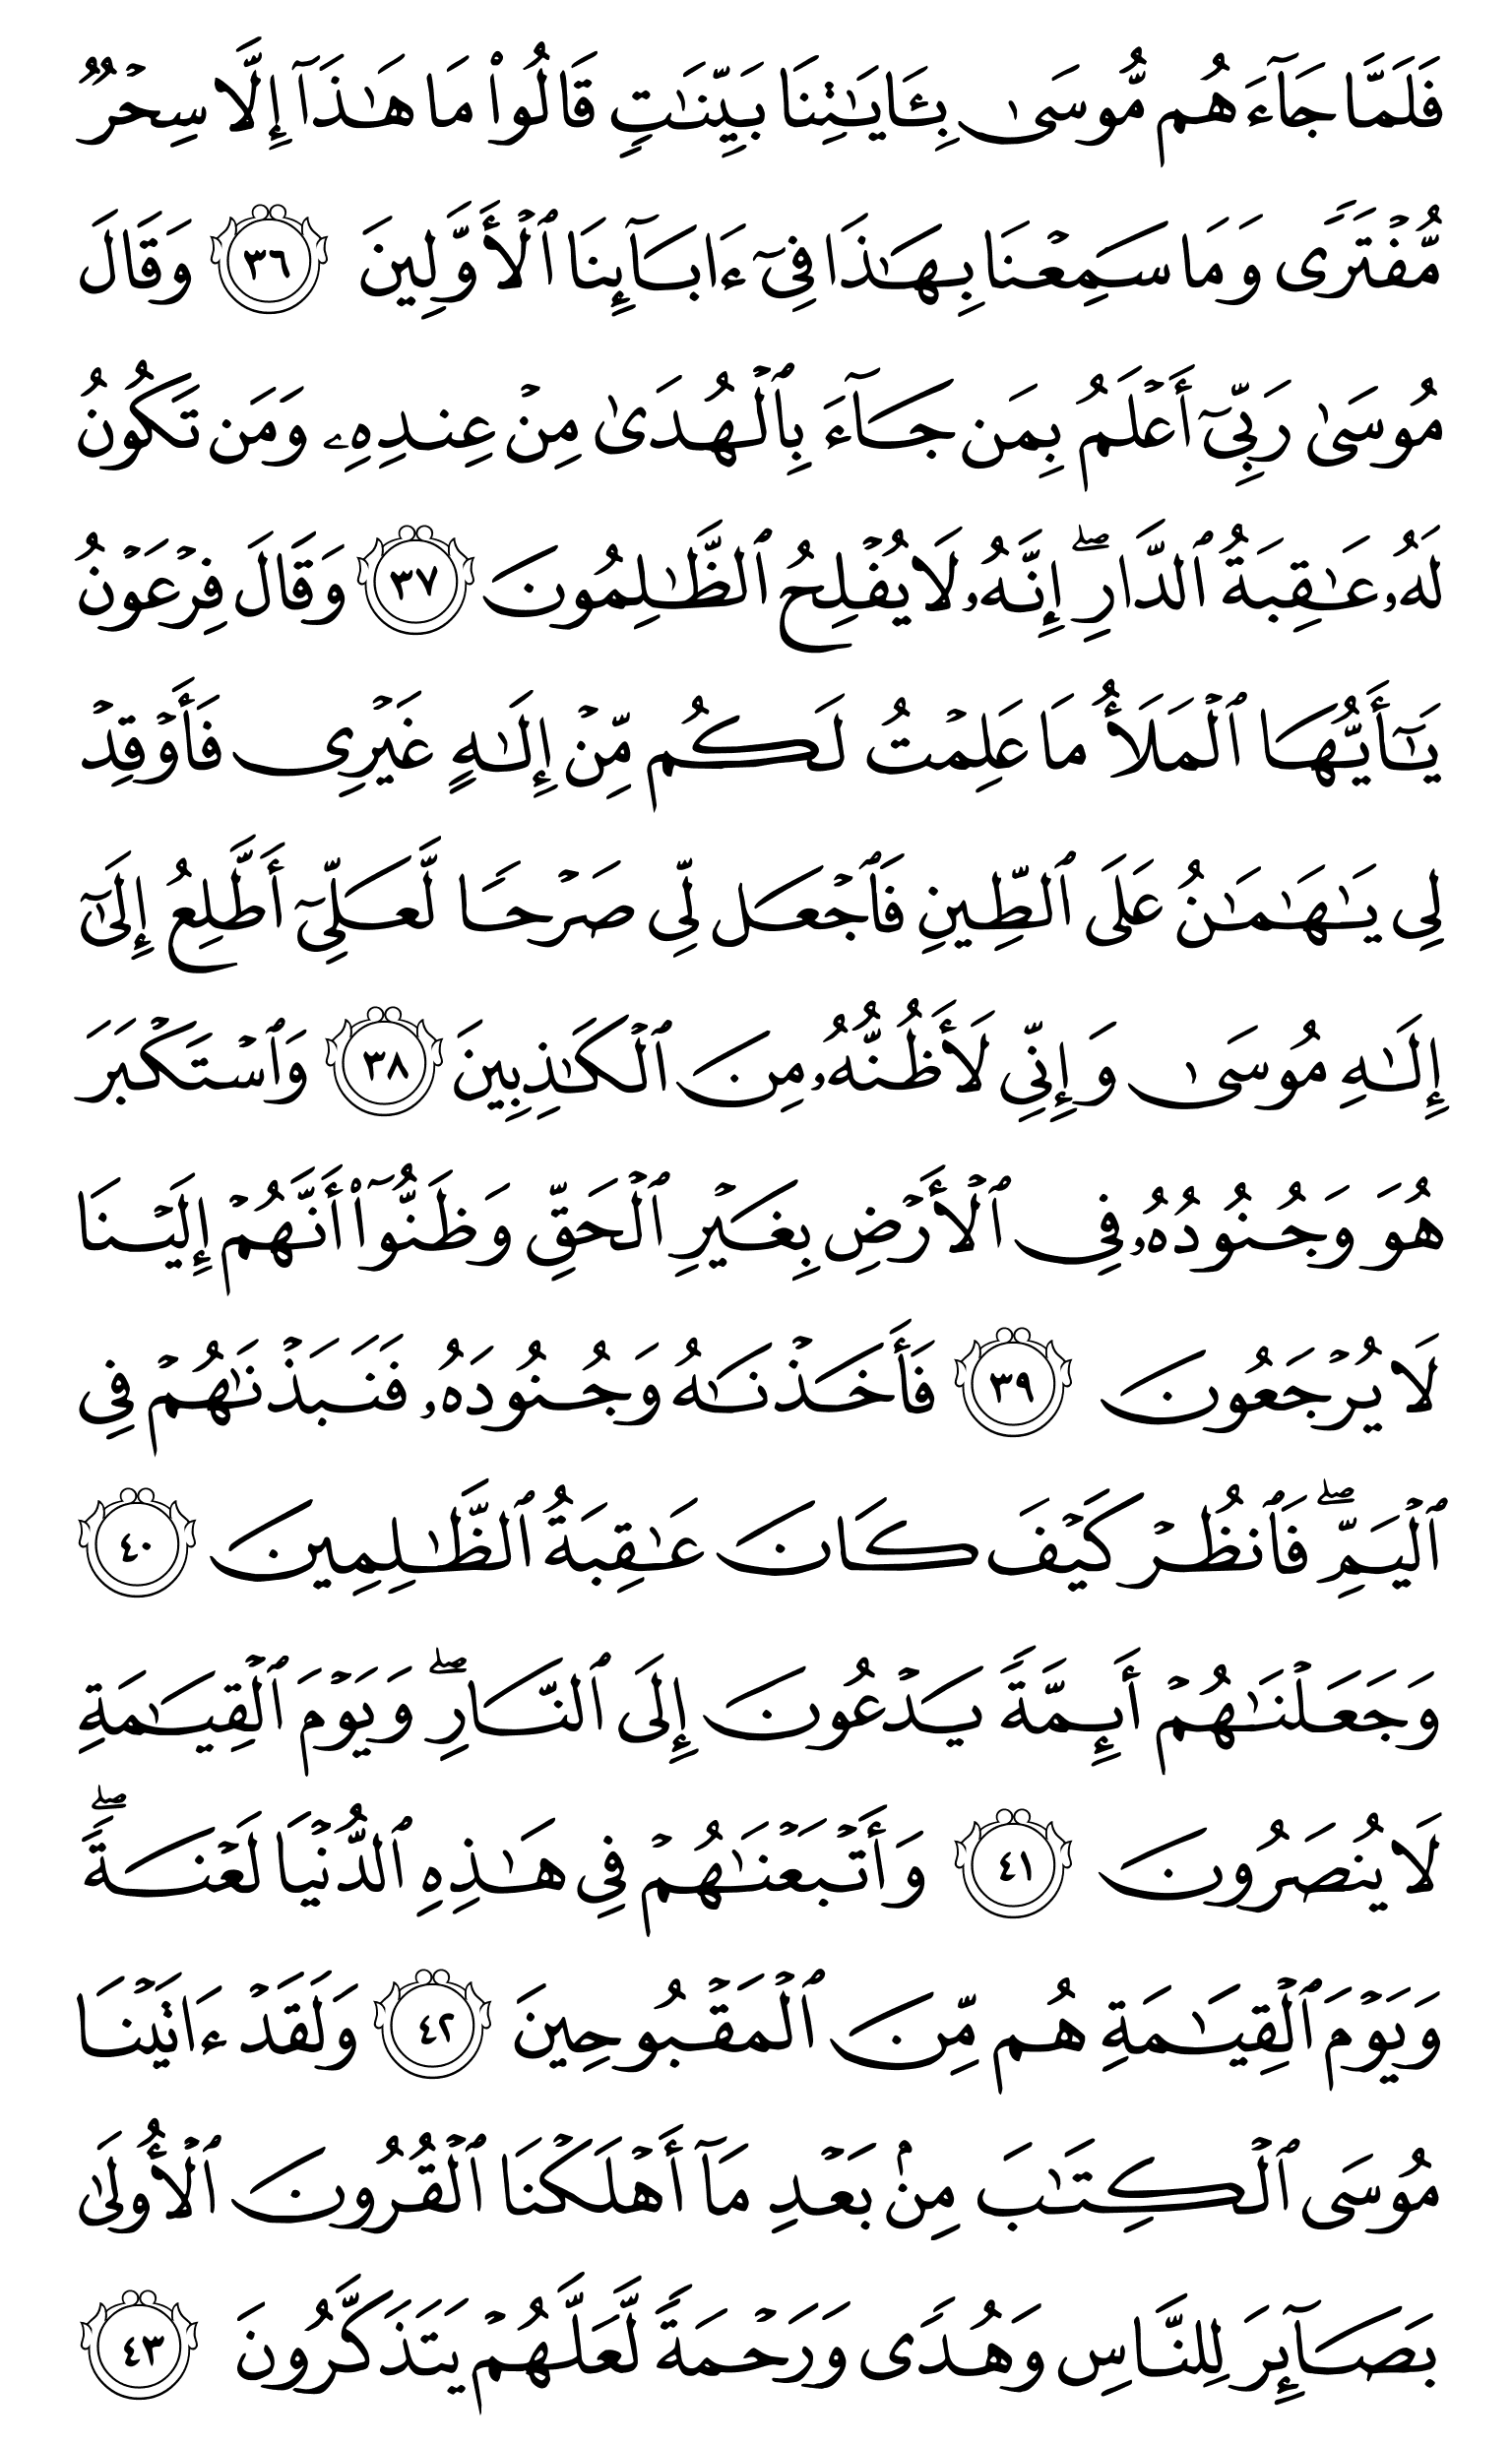 فَلَمَّا جَآءَهُم مُّوسَىٰ بِـَٔايَـٰتِنَا بَيِّنَـٰتٍ قَالُوا۟ مَا هَـٰذَآ إِلَّا سِحْرٌ
مُّفْتَرًى وَمَا سَمِعْنَا بِهَـٰذَا فِىٓ ءَابَآئِنَا ٱلْأَوَّلِينَ ٣٦ وَقَالَ
مُوسَىٰ رَبِّىٓ أَعْلَمُ بِمَن جَآءَ بِٱلْهُدَىٰ مِنْ عِندِهِۦ وَمَن تَكُونُ
لَهُۥ عَـٰقِبَةُ ٱلدَّارِ ۖ إِنَّهُۥ لَا يُفْلِحُ ٱلظَّـٰلِمُونَ ٣٧ وَقَالَ فِرْعَوْنُ
يَـٰٓأَيُّهَا ٱلْمَلَأُ مَا عَلِمْتُ لَكُم مِّنْ إِلَـٰهٍ غَيْرِى فَأَوْقِدْ
لِى يَـٰهَـٰمَـٰنُ عَلَى ٱلطِّينِ فَٱجْعَل لِّى صَرْحًا لَّعَلِّىٓ أَطَّلِعُ إِلَىٰٓ
إِلَـٰهِ مُوسَىٰ وَإِنِّى لَأَظُنُّهُۥ مِنَ ٱلْكَـٰذِبِينَ ٣٨ وَٱسْتَكْبَرَ
هُوَ وَجُنُودُهُۥ فِى ٱلْأَرْضِ بِغَيْرِ ٱلْحَقِّ وَظَنُّوٓا۟ أَنَّهُمْ إِلَيْنَا
لَا يُرْجَعُونَ ٣٩ فَأَخَذْنَـٰهُ وَجُنُودَهُۥ فَنَبَذْنَـٰهُمْ فِى
ٱلْيَمِّ ۖ فَٱنظُرْ كَيْفَ كَانَ عَـٰقِبَةُ ٱلظَّـٰلِمِينَ ٤٠
وَجَعَلْنَـٰهُمْ أَئِمَّةً يَدْعُونَ إِلَى ٱلنَّارِ ۖ وَيَوْمَ ٱلْقِيَـٰمَةِ
لَا يُنصَرُونَ ٤١ وَأَتْبَعْنَـٰهُمْ فِى هَـٰذِهِ ٱلدُّنْيَا لَعْنَةً ۖ
وَيَوْمَ ٱلْقِيَـٰمَةِ هُم مِّنَ ٱلْمَقْبُوحِينَ ٤٢ وَلَقَدْ ءَاتَيْنَا
مُوسَى ٱلْكِتَـٰبَ مِنۢ بَعْدِ مَآ أَهْلَكْنَا ٱلْقُرُونَ ٱلْأُولَىٰ
بَصَآئِرَ لِلنَّاسِ وَهُدًى وَرَحْمَةً لَّعَلَّهُمْ يَتَذَكَّرُونَ ٤٣